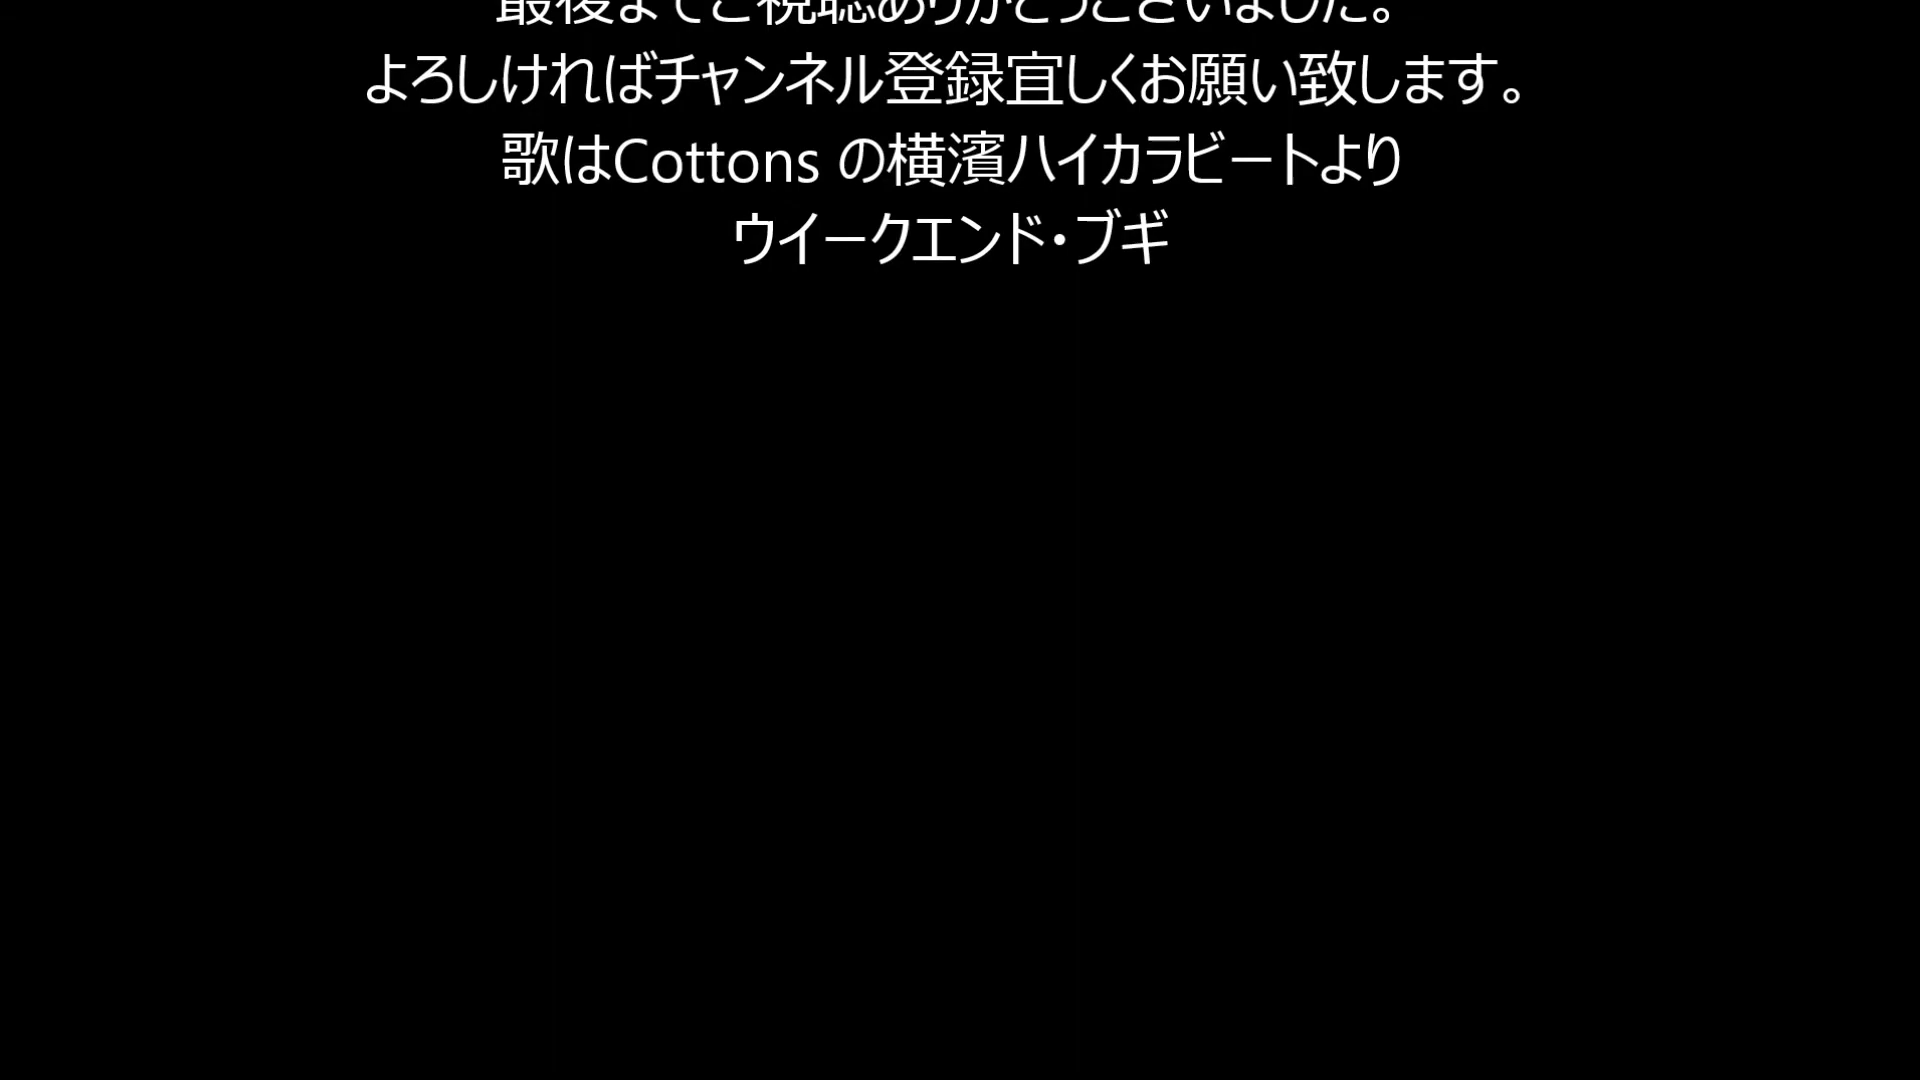 最後までご視聴ありがとうございました。
よろしければチャンネル登録宜しくお願い致します。
歌はCottons の横濱ハイカラビートより
ウイークエンド・ブギ